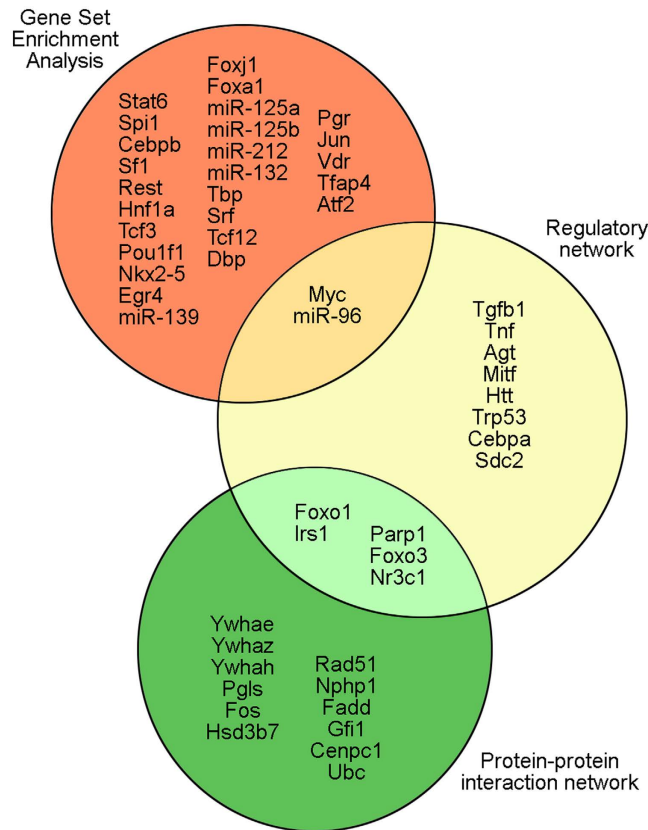 Gene Set
Enrichment
Analysis
Stat6
Spi1
Cebpb
Sf1
Rest
Hnf1a
Tcf3
Pou1f1
Nkx2-5
Egr4
miR-139
Foxj1
Foxa1
miR-125a
miR-125b
miR-212
miR-132
Tbp
Srf
Tcf12
Dbp
Pgr
Jun
Vdr
Tfap4
Atf2
Myc
miR-96
Regulatory
network
Tgfb1
Tnf
Agt
Mitf
Htt
Trp53
Cebpa
Sdc2
Foxo1
Irs1
Parp1
Foxo3
Nr3c1
Ywhae
Ywhaz
Ywhah
Pgls
Fos
Hsd3b7
Rad51
Nphp1
Fadd
Gfi1
Cenpc1
Ubc
Protein-protein
interaction network